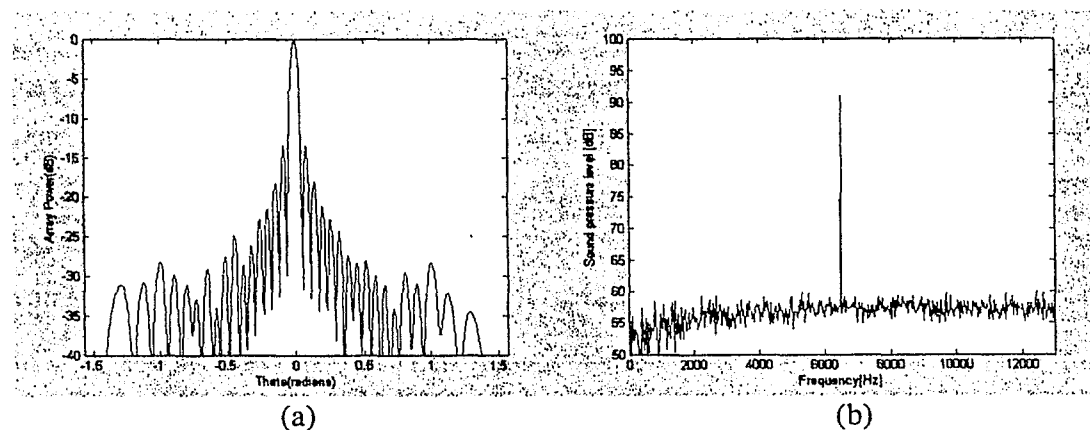 0
-5
-10
-15
-20
-25
-30
-35
-40
Array Power(dB)
-1.5 -1 -0.5 0 0.5 1 1.5
Theta(radians)
(a)
100
95
90
85
80
75
70
65
60
55
50
Sound pressure level [dB]
0 2000 4000 6000 8000 10000 12000
Frequency[Hz]
(b)